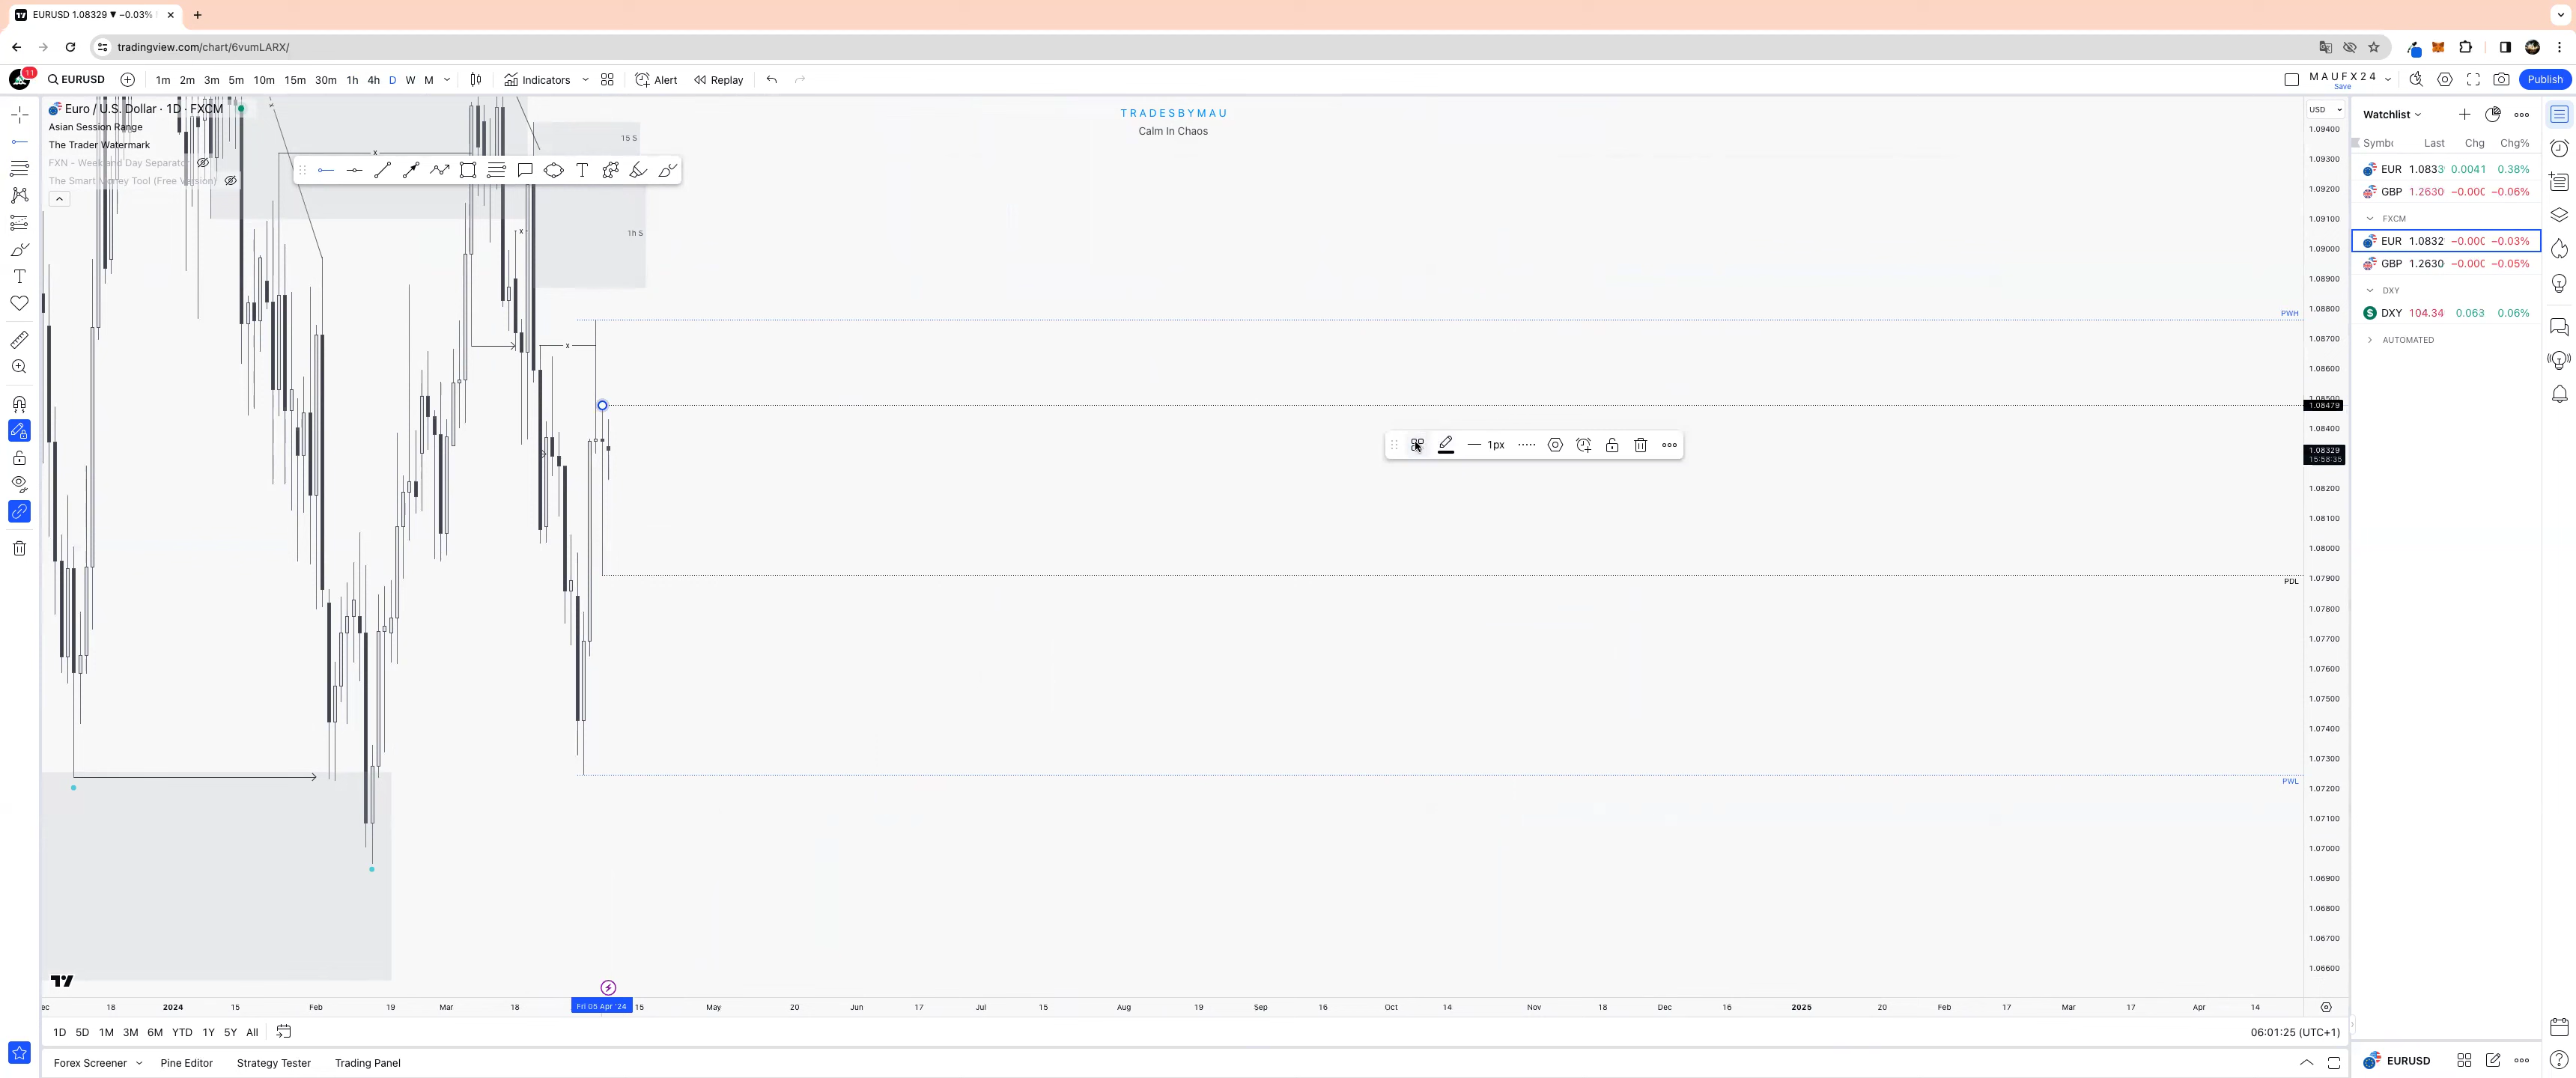 EURUSD 1.08329 ▼ −0.03%
tradingview.com/chart/6vumLARX/
11
EURUSD
1m 2m 3m 5m 10m 15m 30m 1h 4h D W M
Indicators
Alert
Replay
MAUFX24
Save
Publish
Euro / U.S. Dollar · 1D · FXCM
Asian Session Range
The Trader Watermark
FXN - Week and Day Separator
The Smart Money Tool (Free Version)
TRADESBYMAU
Calm In Chaos
15 S
1h S
x
x
x
x
PWH
PDL
PWL
1px
USD
1.09400
1.09300
1.09200
1.09100
1.09000
1.08900
1.08800
1.08700
1.08600
1.08479
1.08400
1.08329
15:58:35
1.08200
1.08100
1.08000
1.07900
1.07800
1.07700
1.07600
1.07500
1.07400
1.07300
1.07200
1.07100
1.07000
1.06900
1.06800
1.06700
1.06600
Watchlist
Last Chg Chg%
EUR 1.0833 0.0041 0.38%
GBP 1.2630 −0.000 −0.06%
FXCM
EUR 1.0832 −0.000 −0.03%
GBP 1.2630 −0.000 −0.05%
DXY
DXY 104.34 0.063 0.06%
AUTOMATED
ec 18 2024 15 Feb 19 Mar 18 Fri 05 Apr '24 15 May 20 Jun 17 Jul 15 Aug 19 Sep 16 Oct 14 Nov 18 Dec 16 2025 20 Feb 17 Mar 17 Apr 14
1D 5D 1M 3M 6M YTD 1Y 5Y All
06:01:25 (UTC+1)
Forex Screener
Pine Editor
Strategy Tester
Trading Panel
EURUSD